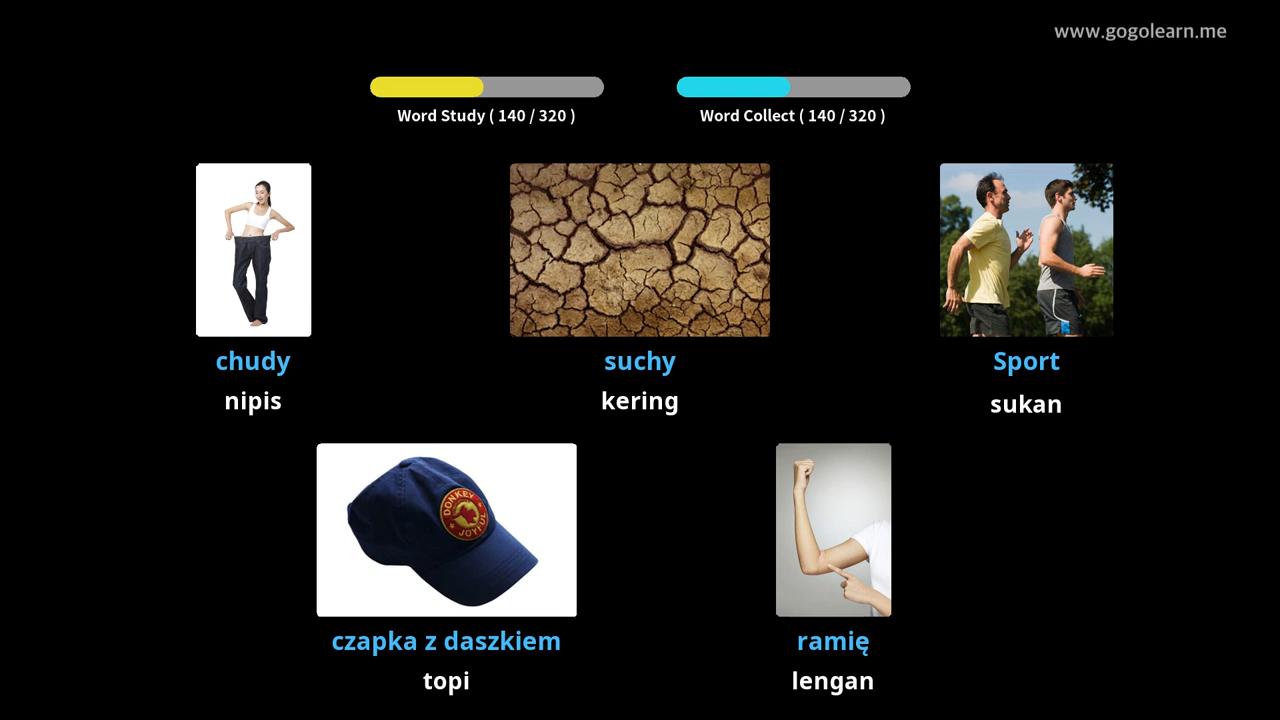 www.gogolearn.me
Word Study ( 140 / 320 )
Word Collect ( 140 / 320 )
chudy
nipis
suchy
kering
Sport
sukan
DONKEY
JOYFUL
czapka z daszkiem
topi
ramię
lengan